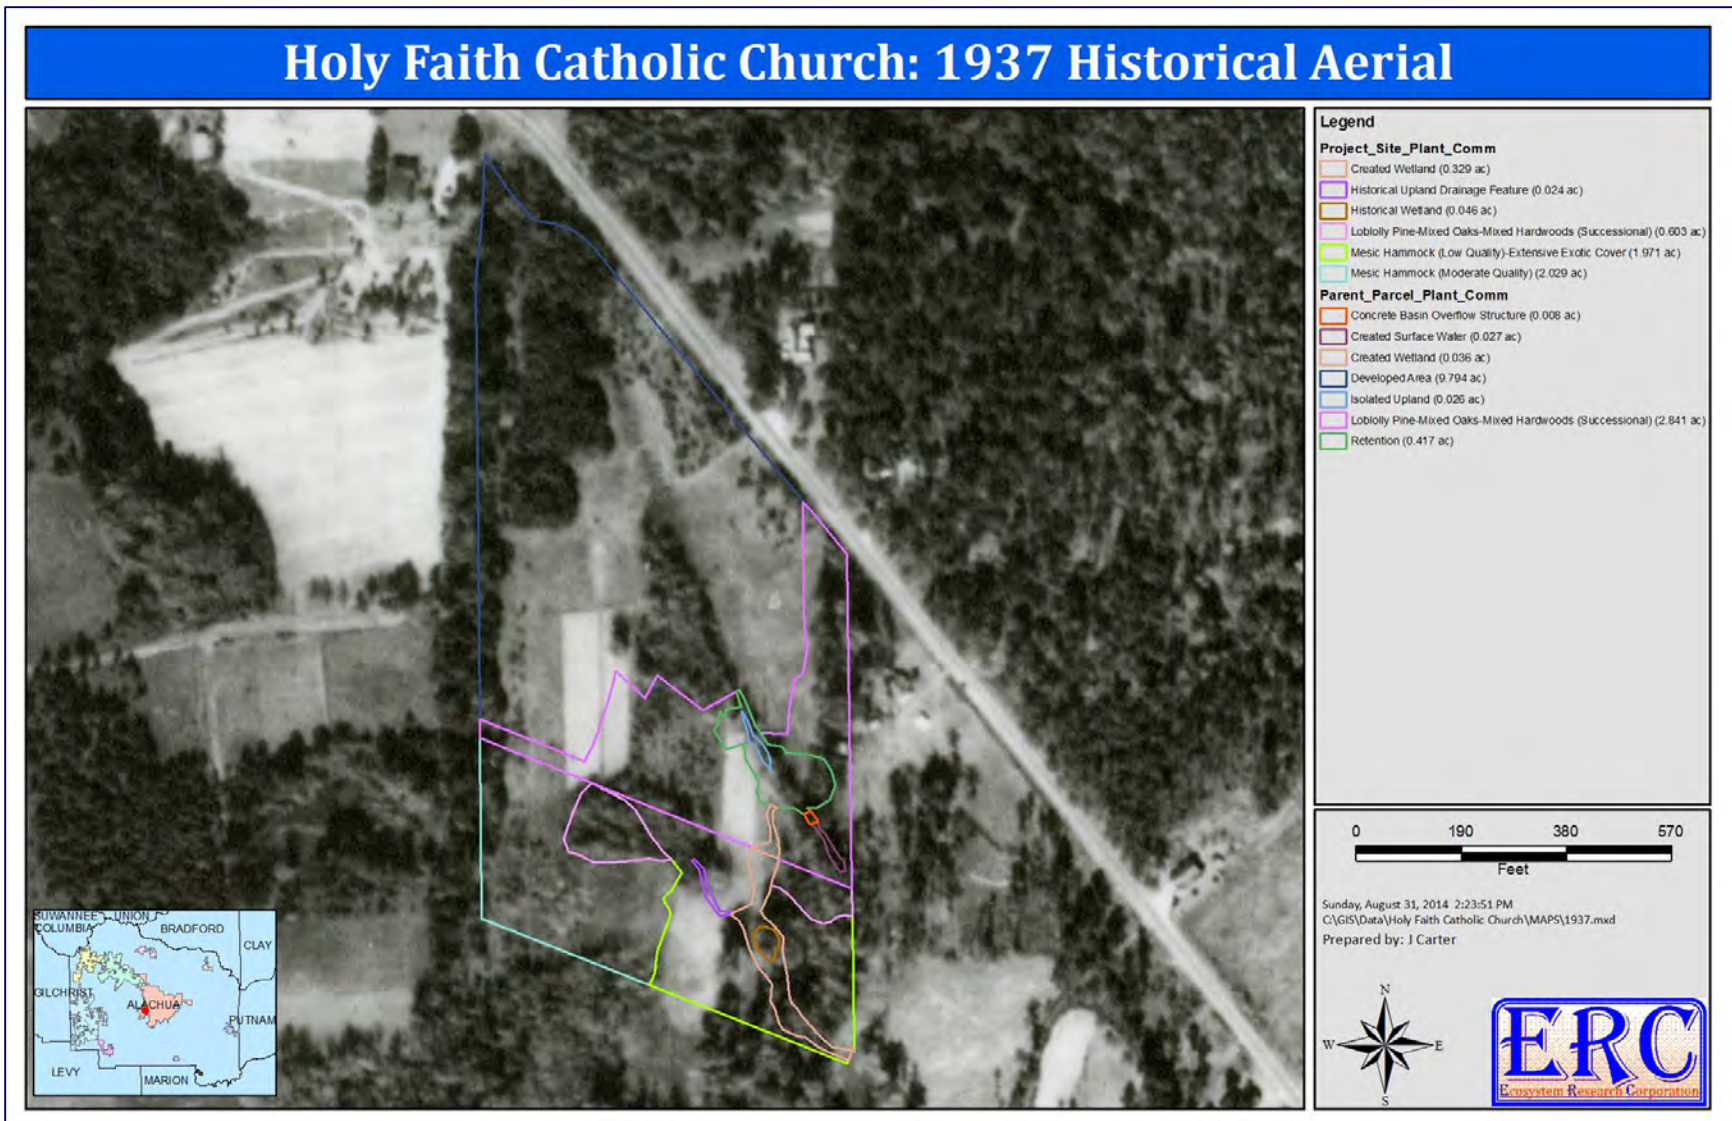 Holy Faith Catholic Church: 1937 Historical Aerial
Legend
Project_Site_Plant_Comm
Created Wetland (0.329 ac)
Historical Upland Drainage Feature (0.024 ac)
Historical Wetland (0.046 ac)
Loblolly Pine-Mixed Oaks-Mixed Hardwoods (Successional) (0.603 ac)
Mesic Hammock (Low Quality)-Extensive Exotic Cover (1.971 ac)
Mesic Hammock (Moderate Quality) (2.029 ac)
Parent_Parcel_Plant_Comm
Concrete Basin Overflow Structure (0.008 ac)
Created Surface Water (0.027 ac)
Created Wetland (0.036 ac)
Developed Area (9.794 ac)
Isolated Upland (0.026 ac)
Loblolly Pine-Mixed Oaks-Mixed Hardwoods (Successional) (2.841 ac)
Retention (0.417 ac)
0 190 380 570
Feet
Sunday, August 31, 2014 2:23:51 PM
C:\GIS\Data\Holy Faith Catholic Church\MAPS\1937.mxd
Prepared by: J Carter
N
W E
S
ERC
Ecosystem Research Corporation
SUWANNEE UNION
COLUMBIA BRADFORD
CLAY
GILCHRIST
ALACHUA
PUTNAM
LEVY
MARION